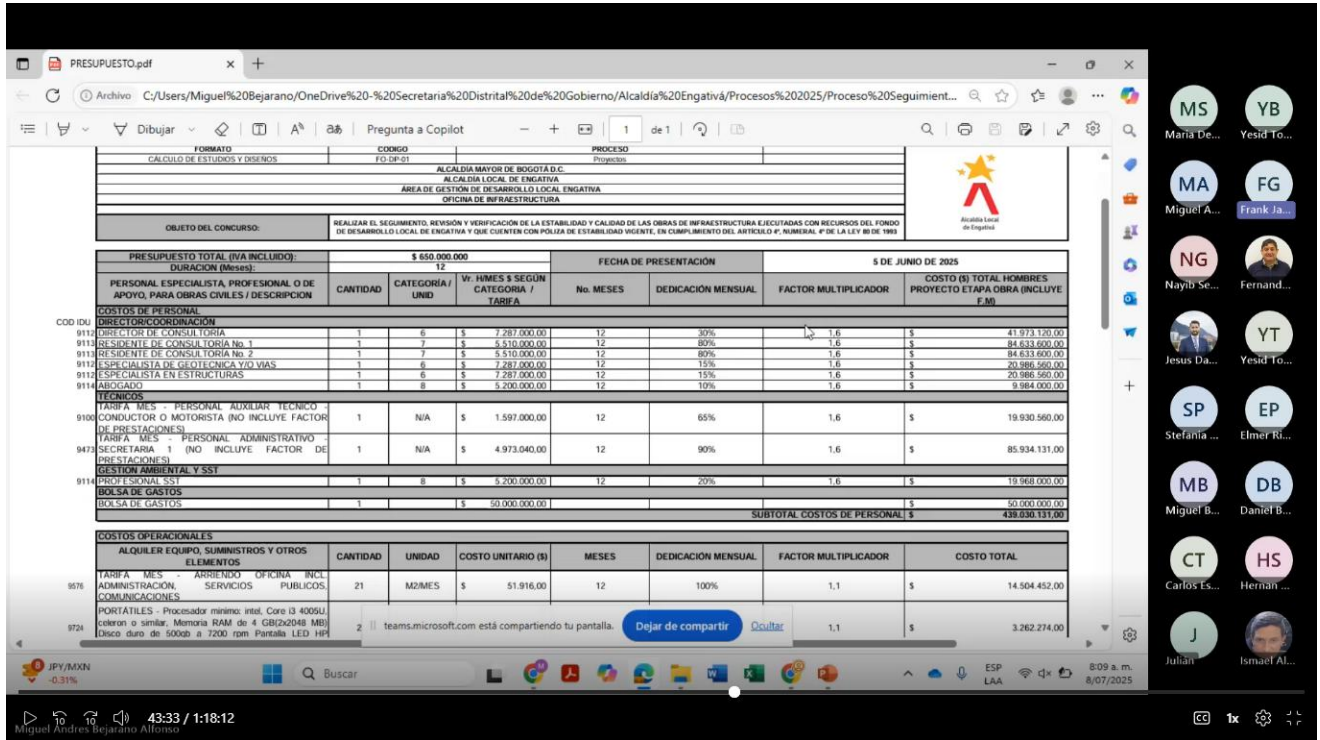 PRESUPUESTO.pdf
Archivo C:/Users/Miguel%20Bejarano/OneDrive%20-%20Secretaria%20Distrital%20de%20Gobierno/Alcaldía%20Engativá/Procesos%202025/Proceso%20Seguimient...
Dibujar aあ Pregunta a Copilot 1 de 1
FORMATO CODIGO PROCESO
CÁLCULO DE ESTUDIOS Y DISEÑOS FO-DP-01 Proyectos
ALCALDÍA MAYOR DE BOGOTÁ D.C.
ALCALDÍA LOCAL DE ENGATIVA
ÁREA DE GESTIÓN DE DESARROLLO LOCAL ENGATIVA
OFICINA DE INFRAESTRUCTURA
Alcaldía Local
de Engativá
OBJETO DEL CONCURSO:
REALIZAR EL SEGUIMIENTO, REVISIÓN Y VERIFICACIÓN DE LA ESTABILIDAD Y CALIDAD DE LAS OBRAS DE INFRAESTRUCTURA EJECUTADAS CON RECURSOS DEL FONDO
DE DESARROLLO LOCAL DE ENGATIVA Y QUE CUENTEN CON PÓLIZA DE ESTABILIDAD VIGENTE, EN CUMPLIMIENTO DEL ARTÍCULO 4º, NUMERAL 4º DE LA LEY 80 DE 1993
PRESUPUESTO TOTAL (IVA INCLUIDO): $ 650.000.000 FECHA DE PRESENTACIÓN 5 DE JUNIO DE 2025
DURACION (Meses): 12
PERSONAL ESPECIALISTA, PROFESIONAL O DE APOYO, PARA OBRAS CIVILES / DESCRIPCION CANTIDAD CATEGORÍA / UNID Vr. H/MES $ SEGÚN CATEGORIA / TARIFA No. MESES DEDICACIÓN MENSUAL FACTOR MULTIPLICADOR COSTO ($) TOTAL HOMBRES PROYECTO ETAPA OBRA (INCLUYE F.M)
COSTOS DE PERSONAL
COD IDU DIRECTOR/COORDINACIÓN
9112 DIRECTOR DE CONSULTORÍA 1 6 $ 7.287.000,00 12 30% 1,6 $ 41.973.120,00
9113 RESIDENTE DE CONSULTORÍA No. 1 1 7 $ 5.510.000,00 12 80% 1,6 $ 84.633.600,00
9113 RESIDENTE DE CONSULTORÍA No. 2 1 7 $ 5.510.000,00 12 80% 1,6 $ 84.633.600,00
9112 ESPECIALISTA DE GEOTECNICA Y/O VIAS 1 6 $ 7.287.000,00 12 15% 1,6 $ 20.986.560,00
9112 ESPECIALISTA EN ESTRUCTURAS 1 6 $ 7.287.000,00 12 15% 1,6 $ 20.986.560,00
9114 ABOGADO 1 8 $ 5.200.000,00 12 10% 1,6 $ 9.984.000,00
TÉCNICOS
9100 TARIFA MES - PERSONAL AUXILIAR TECNICO - CONDUCTOR O MOTORISTA (NO INCLUYE FACTOR DE PRESTACIONES) 1 N/A $ 1.597.000,00 12 65% 1,6 $ 19.930.560,00
9473 TARIFA MES - PERSONAL ADMINISTRATIVO - SECRETARIA 1 (NO INCLUYE FACTOR DE PRESTACIONES) 1 N/A $ 4.973.040,00 12 90% 1,6 $ 85.934.131,00
GESTION AMBIENTAL Y SST
9114 PROFESIONAL SST 1 8 $ 5.200.000,00 12 20% 1,6 $ 19.968.000,00
BOLSA DE GASTOS
BOLSA DE GASTOS 1 $ 50.000.000,00 $ 50.000.000,00
SUBTOTAL COSTOS DE PERSONAL $ 439.030.131,00
COSTOS OPERACIONALES
ALQUILER EQUIPO, SUMINISTROS Y OTROS ELEMENTOS CANTIDAD UNIDAD COSTO UNITARIO ($) MESES DEDICACIÓN MENSUAL FACTOR MULTIPLICADOR COSTO TOTAL
9576 TARIFA MES - ARRIENDO OFICINA INCL. ADMINISTRACIÓN, SERVICIOS PUBLICOS, COMUNICACIONES 21 M2/MES $ 51.916,00 12 100% 1,1 $ 14.504.452,00
9724 PORTÁTILES - Procesador minimo: intel, Core i3 4005U, celeron o similar, Memoria RAM de 4 GB(2x2048 MB) Disco duro de 500gb a 7200 rpm Pantalla LED HP 2 1,1 $ 3.262.274,00
teams.microsoft.com está compartiendo tu pantalla. Dejar de compartir Ocultar
JPY/MXN
-0.31%
Buscar
ESP
LAA
8:09 a. m.
8/07/2025
MS YB
Maria De... Yesid To...
MA FG
Miguel A... Frank Ja...
NG
Nayib Se... Fernand...
YT
Jesus Da... Yesid To...
SP EP
Stefania ... Elmer Ri...
MB DB
Miguel B... Daniel B...
CT HS
Carlos Es... Hernan ...
J
Julian Ismael Al...
10 10 43:33 / 1:18:12
Miguel Andres Bejarano Alfonso
CC 1x